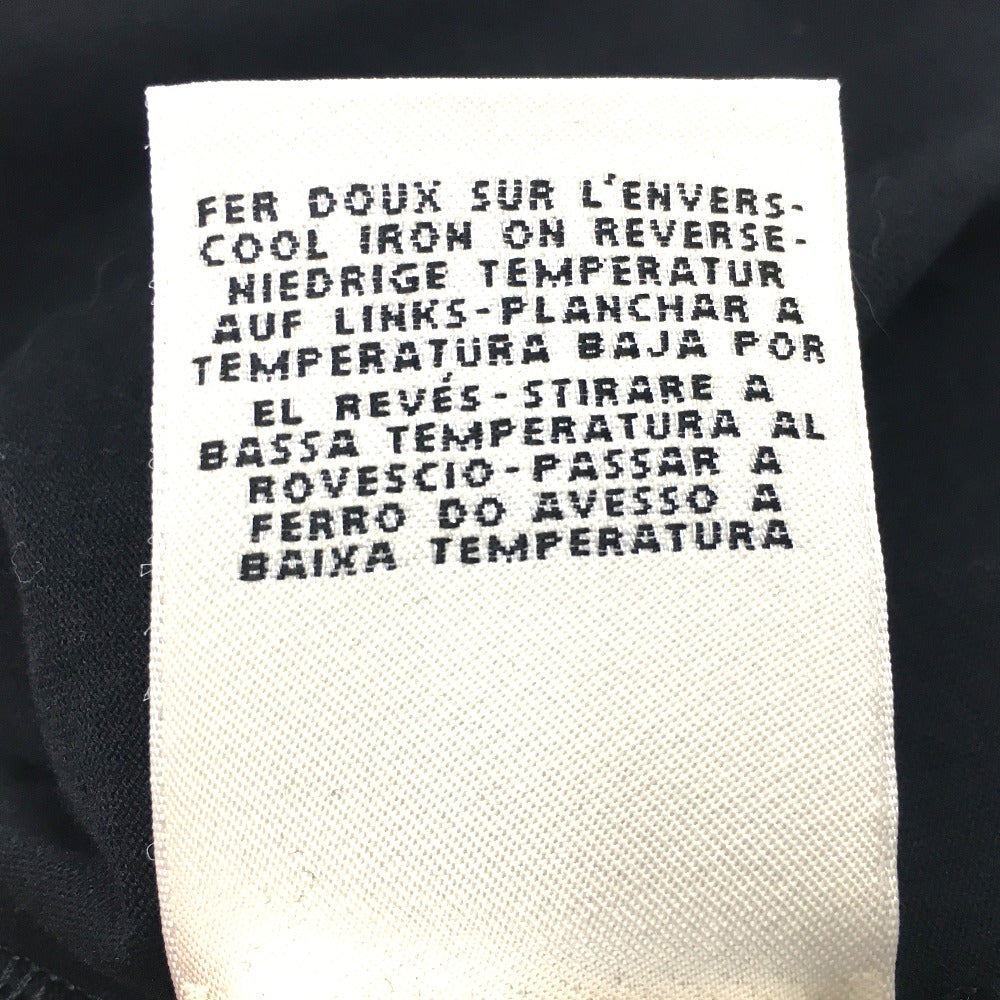 FER DOUX SUR L'ENVERS-
COOL IRON ON REVERSE-
NIEDRIGE TEMPERATUR
AUF LINKS-PLANCHAR A
TEMPERATURA BAJA POR
EL REVÉS-STIRARE A
BASSA TEMPERATURA AL
ROVESCIO-PASSAR A
FERRO DO AVESSO A
BAIXA TEMPERATURA